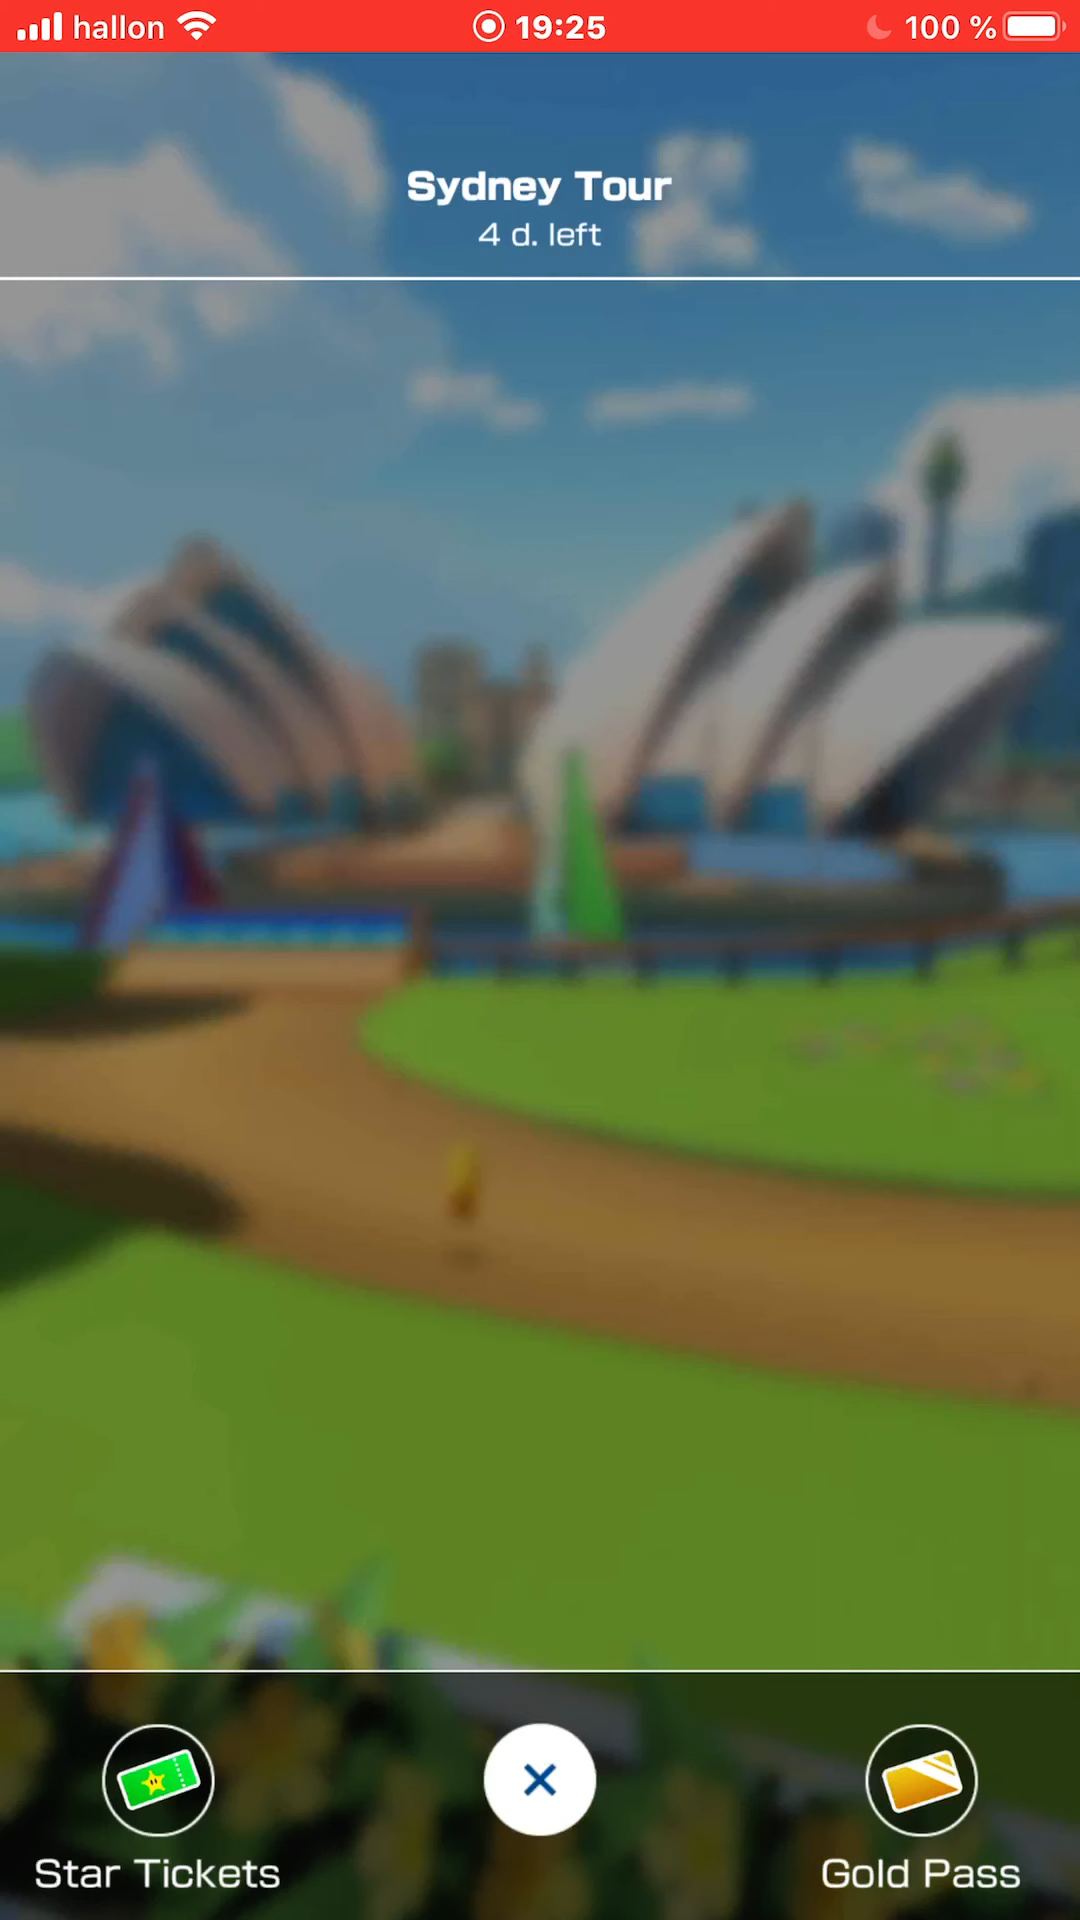 hallon 19:25 100 %
Sydney Tour
4 d. left
Star Tickets
Gold Pass